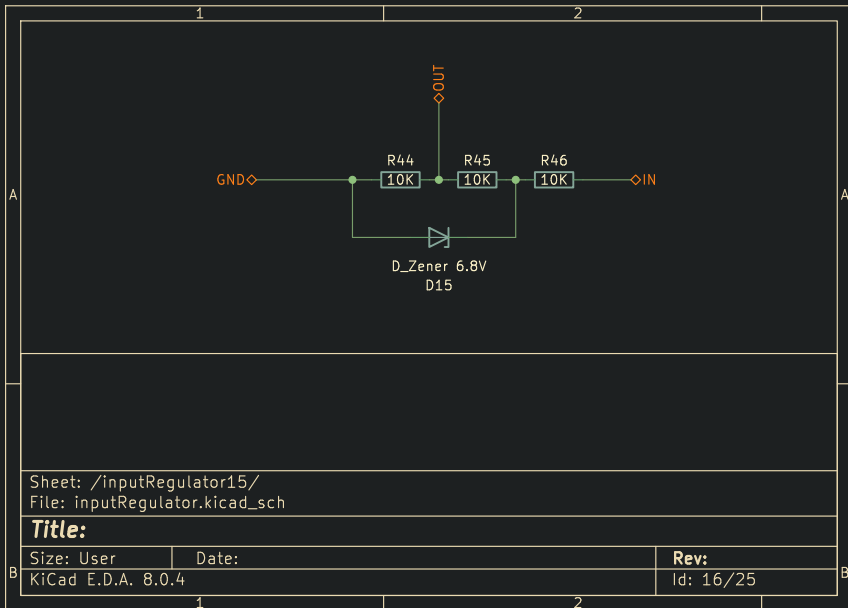 1 2
OUT
R44 R45 R46
GND 10K 10K 10K IN
A A
D_Zener 6.8V
D15
Sheet: /inputRegulator15/
File: inputRegulator.kicad_sch
Title:
Size: User Date: Rev:
B B
KiCad E.D.A. 8.0.4 Id: 16/25
1 2